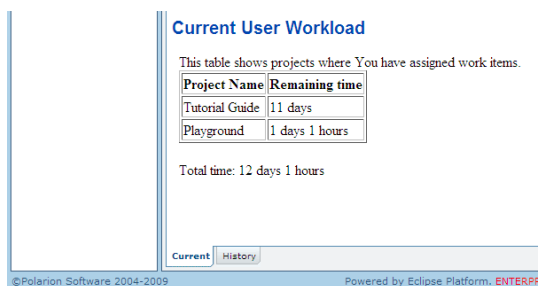 Current User Workload
This table shows projects where You have assigned work items.
Project Name Remaining time
Tutorial Guide 11 days
Playground 1 days 1 hours
Total time: 12 days 1 hours
Current History
©Polarion Software 2004-2009 Powered by Eclipse Platform. ENTERPR